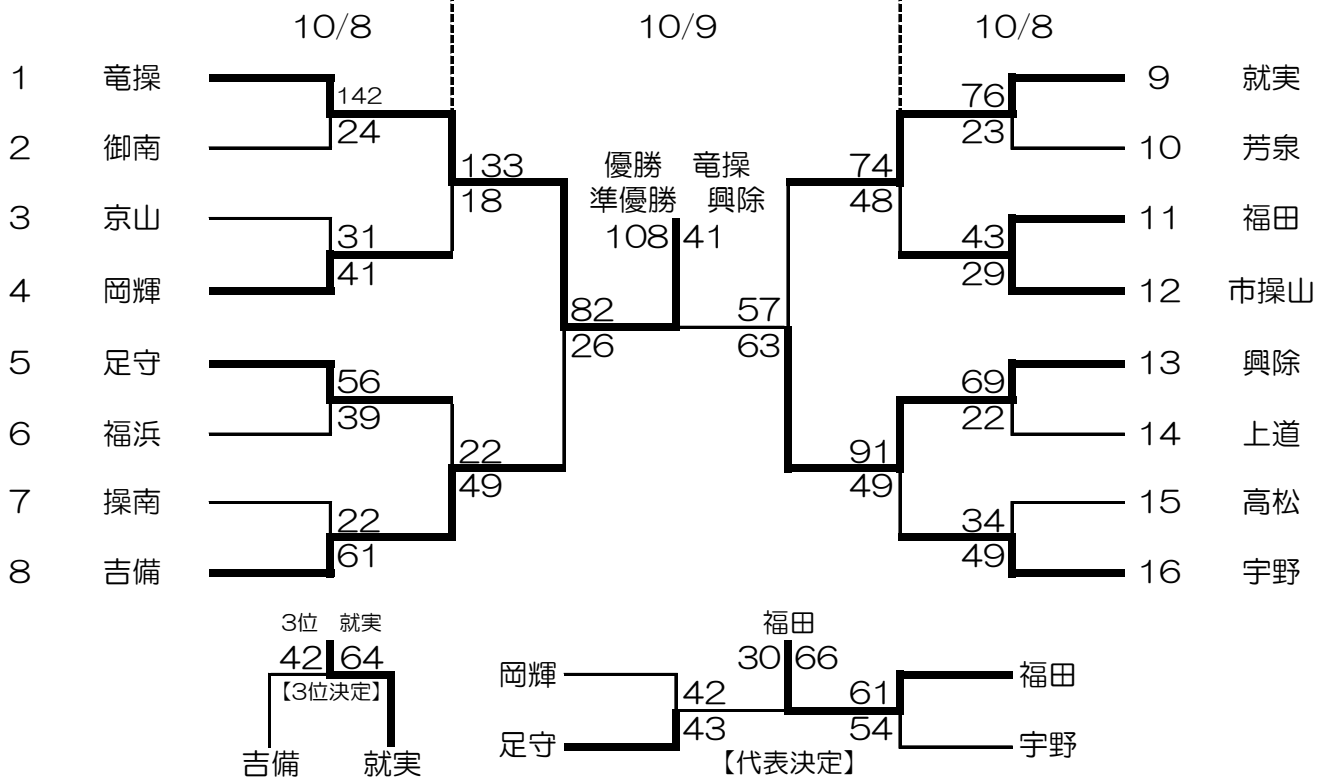 10/8 10/9 10/8
1 竜操 142 76 9 就実
24 23
2 御南 10 芳泉
133 優勝 竜操 74
18 準優勝 興除 48
3 京山 11 福田
31 108 41 43
41 29
4 岡輝 12 市操山
82 57
26 63
5 足守 13 興除
56 69
39 22
6 福浜 14 上道
22 91
49 49
7 操南 15 高松
22 34
61 49
8 吉備 16 宇野
3位 就実 福田
42 64 30 66
【3位決定】 岡輝 42 61 福田
43 54
足守 宇野
吉備 就実 【代表決定】